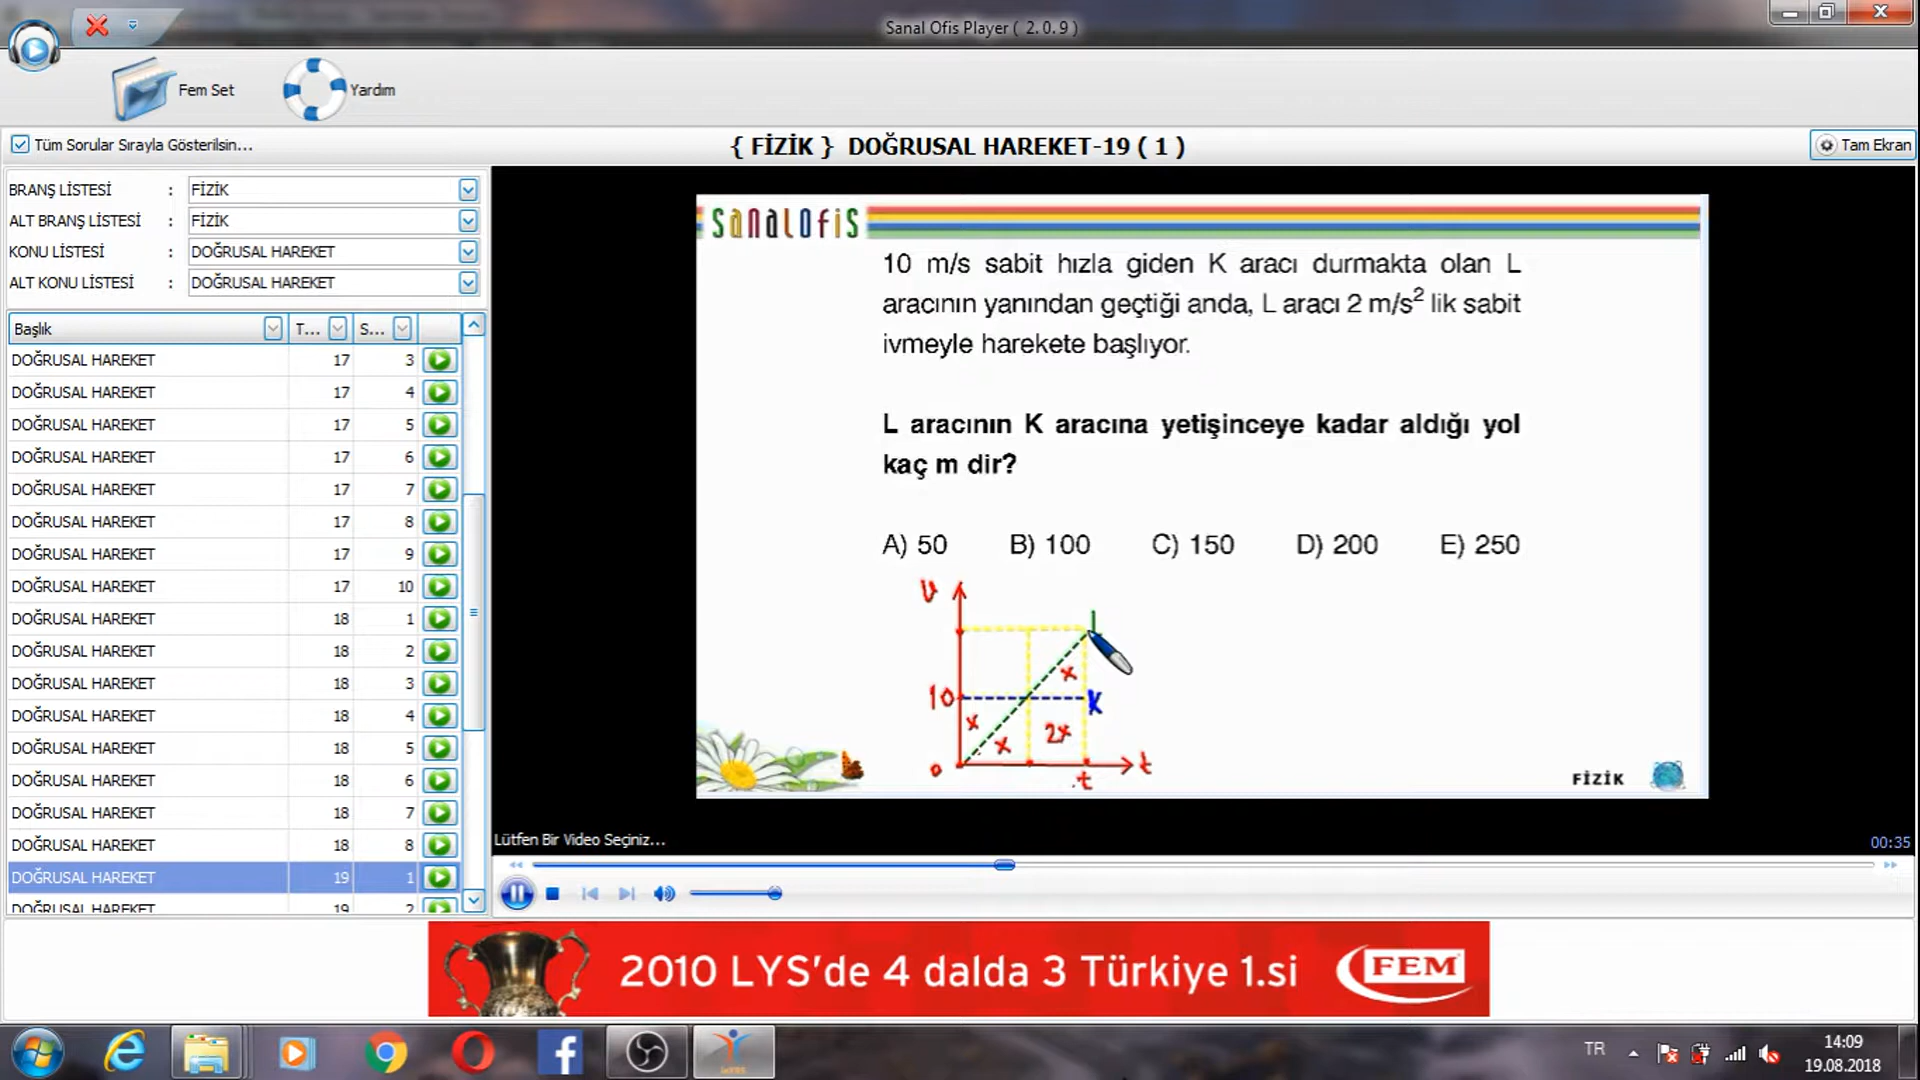 Sanal Ofis Player ( 2.0.9 )
Fem Set
Yardım
Tüm Sorular Sırayla Gösterilsin...
{ FİZİK } DOĞRUSAL HAREKET-19 ( 1 )
Tam Ekran
BRANŞ LİSTESİ : FİZİK
ALT BRANŞ LİSTESİ : FİZİK
KONU LİSTESİ : DOĞRUSAL HAREKET
ALT KONU LİSTESİ : DOĞRUSAL HAREKET
Başlık T... S...
DOĞRUSAL HAREKET 17 3
DOĞRUSAL HAREKET 17 4
DOĞRUSAL HAREKET 17 5
DOĞRUSAL HAREKET 17 6
DOĞRUSAL HAREKET 17 7
DOĞRUSAL HAREKET 17 8
DOĞRUSAL HAREKET 17 9
DOĞRUSAL HAREKET 17 10
DOĞRUSAL HAREKET 18 1
DOĞRUSAL HAREKET 18 2
DOĞRUSAL HAREKET 18 3
DOĞRUSAL HAREKET 18 4
DOĞRUSAL HAREKET 18 5
DOĞRUSAL HAREKET 18 6
DOĞRUSAL HAREKET 18 7
DOĞRUSAL HAREKET 18 8
DOĞRUSAL HAREKET 19 1
DOĞRUSAL HAREKET 19 2
SanalOfis
10 m/s sabit hızla giden K aracı durmakta olan L
aracının yanından geçtiği anda, L aracı 2 m/s² lik sabit
ivmeyle harekete başlıyor.
L aracının K aracına yetişinceye kadar aldığı yol
kaç m dir?
A) 50 B) 100 C) 150 D) 200 E) 250
V
x
10 K
x 2x
x
0 t t
FİZİK
Lütfen Bir Video Seçiniz...
00:35
2010 LYS'de 4 dalda 3 Türkiye 1.si
FEM
TR
14:09
19.08.2018